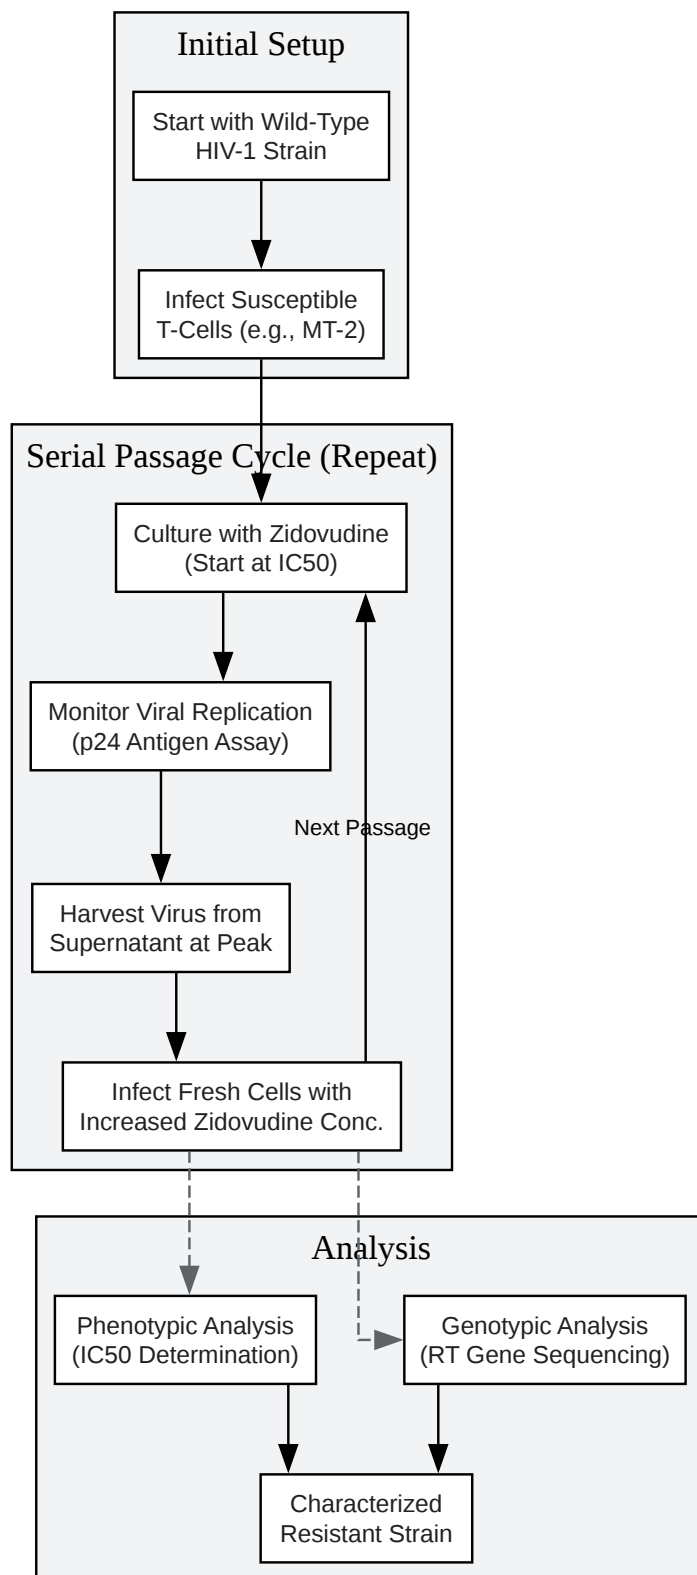 Initial Setup
Start with Wild-Type
HIV-1 Strain
Infect Susceptible
T-Cells (e.g., MT-2)
Serial Passage Cycle (Repeat)
Culture with Zidovudine
(Start at IC50)
Monitor Viral Replication
(p24 Antigen Assay)
Next Passage
Harvest Virus from
Supernatant at Peak
Infect Fresh Cells with
Increased Zidovudine Conc.
Analysis
Phenotypic Analysis
(IC50 Determination)
Genotypic Analysis
(RT Gene Sequencing)
Characterized
Resistant Strain